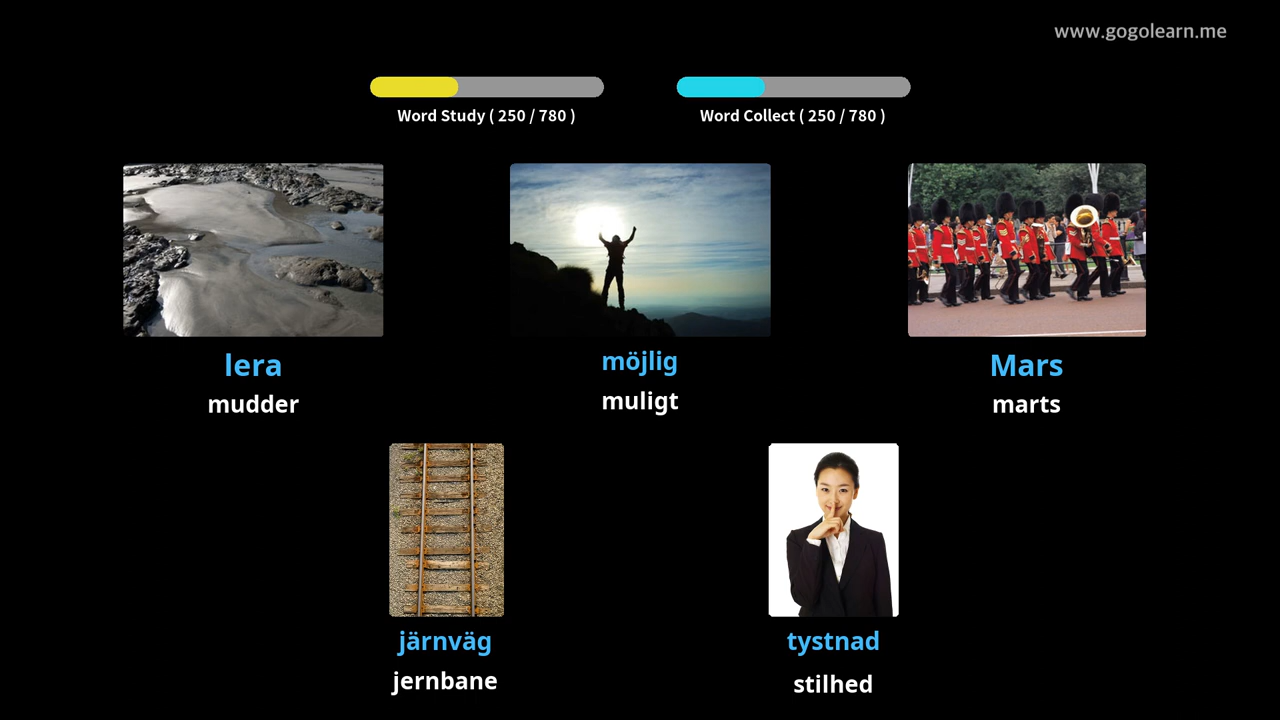 www.gogolearn.me
Word Study ( 250 / 780 )
Word Collect ( 250 / 780 )
lera
mudder
möjlig
muligt
Mars
marts
järnväg
jernbane
tystnad
stilhed